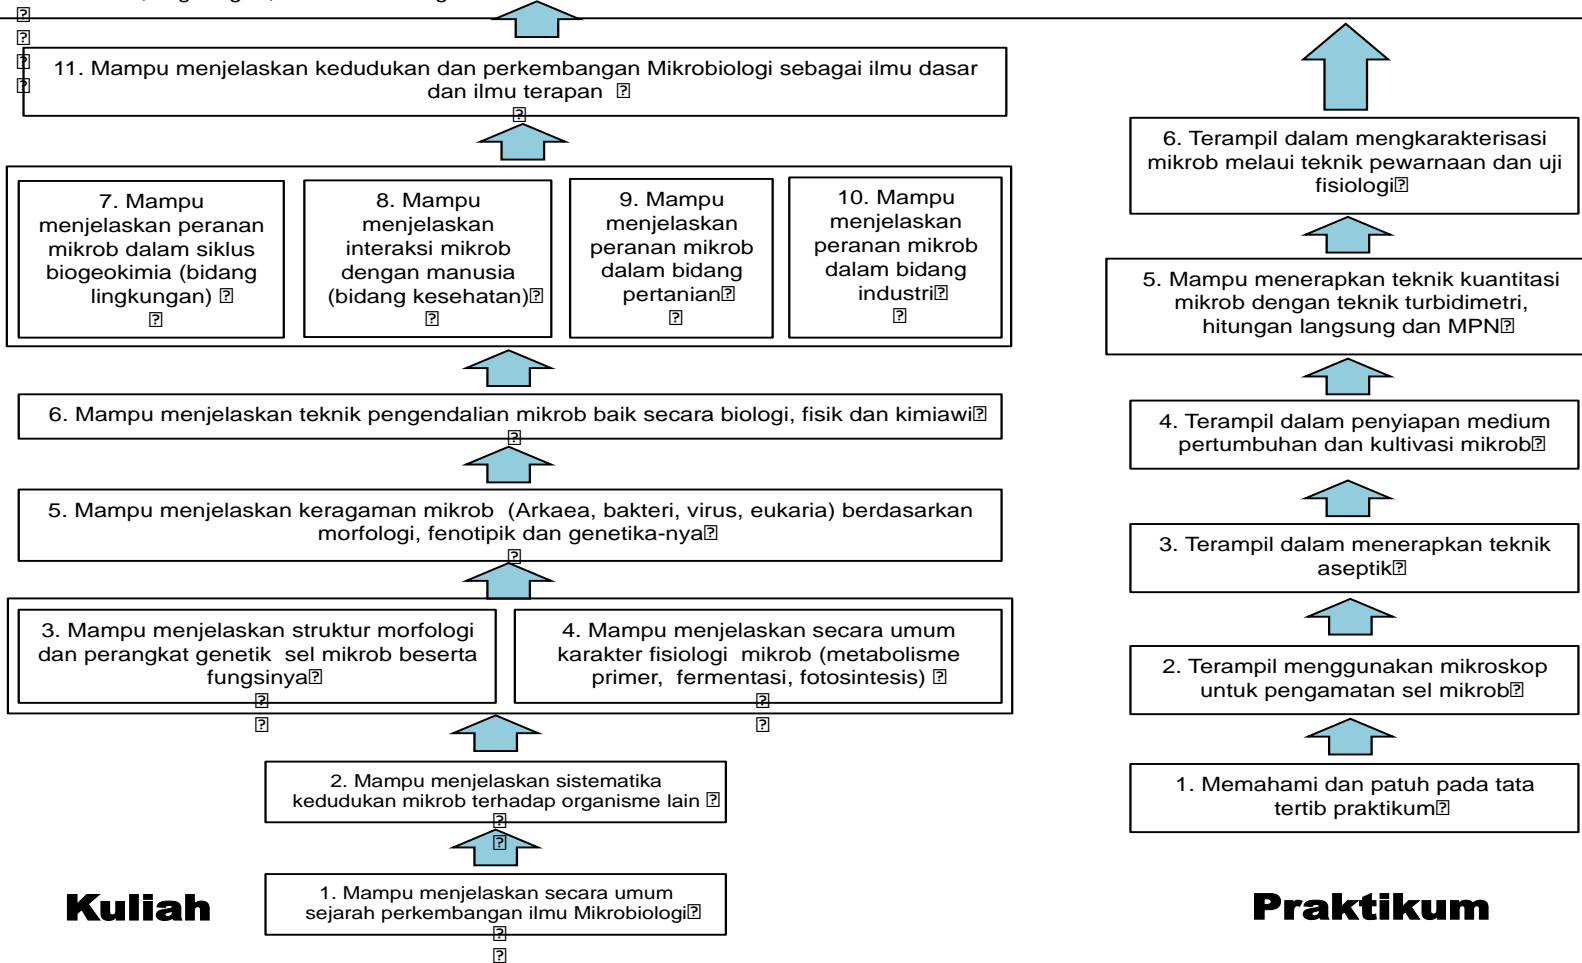 11. Mampu menjelaskan kedudukan dan perkembangan Mikrobiologi sebagai ilmu dasar
dan ilmu terapan
7. Mampu
menjelaskan peranan
mikrob dalam siklus
biogeokimia (bidang
lingkungan)
8. Mampu
menjelaskan
interaksi mikrob
dengan manusia
(bidang kesehatan)
9. Mampu
menjelaskan
peranan mikrob
dalam bidang
pertanian
10. Mampu
menjelaskan
peranan mikrob
dalam bidang
industri
6. Mampu menjelaskan teknik pengendalian mikrob baik secara biologi, fisik dan kimiawi
5. Mampu menjelaskan keragaman mikrob (Arkaea, bakteri, virus, eukaria) berdasarkan
morfologi, fenotipik dan genetika-nya
3. Mampu menjelaskan struktur morfologi
dan perangkat genetik sel mikrob beserta
fungsinya
4. Mampu menjelaskan secara umum
karakter fisiologi mikrob (metabolisme
primer, fermentasi, fotosintesis)
2. Mampu menjelaskan sistematika
kedudukan mikrob terhadap organisme lain
1. Mampu menjelaskan secara umum
sejarah perkembangan ilmu Mikrobiologi
Kuliah
6. Terampil dalam mengkarakterisasi
mikrob melaui teknik pewarnaan dan uji
fisiologi
5. Mampu menerapkan teknik kuantitasi
mikrob dengan teknik turbidimetri,
hitungan langsung dan MPN
4. Terampil dalam penyiapan medium
pertumbuhan dan kultivasi mikrob
3. Terampil dalam menerapkan teknik
aseptik
2. Terampil menggunakan mikroskop
untuk pengamatan sel mikrob
1. Memahami dan patuh pada tata
tertib praktikum
Praktikum